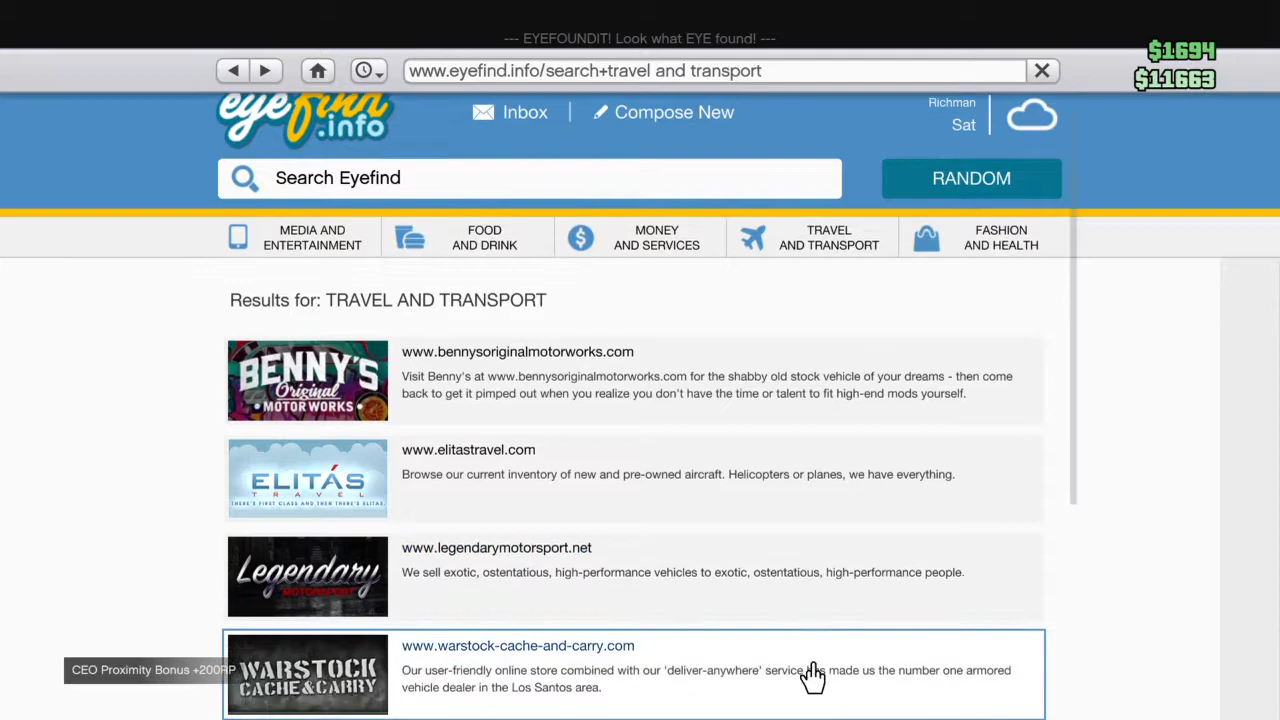 --- EYEFOUNDIT! Look what EYE found! ---
$1694
$11663
www.eyefind.info/search+travel and transport
eyefind
.info
Inbox
Compose New
Richman
Sat
Search Eyefind
RANDOM
MEDIA AND
ENTERTAINMENT
FOOD
AND DRINK
MONEY
AND SERVICES
TRAVEL
AND TRANSPORT
FASHION
AND HEALTH
Results for: TRAVEL AND TRANSPORT
BENNY'S
Original
MOTOR WORKS
www.bennysoriginalmotorworks.com
Visit Benny's at www.bennysoriginalmotorworks.com for the shabby old stock vehicle of your dreams - then come
back to get it pimped out when you realize you don't have the time or talent to fit high-end mods yourself.
ELITÁS
TRAVEL
THERE'S FIRST CLASS AND THEN THERE'S ELITAS.
www.elitastravel.com
Browse our current inventory of new and pre-owned aircraft. Helicopters or planes, we have everything.
Legendary
MOTORSPORT
www.legendarymotorsport.net
We sell exotic, ostentatious, high-performance vehicles to exotic, ostentatious, high-performance people.
CEO Proximity Bonus +200RP
WARSTOCK
CACHE & CARRY
www.warstock-cache-and-carry.com
Our user-friendly online store combined with our 'deliver-anywhere' service made us the number one armored
vehicle dealer in the Los Santos area.